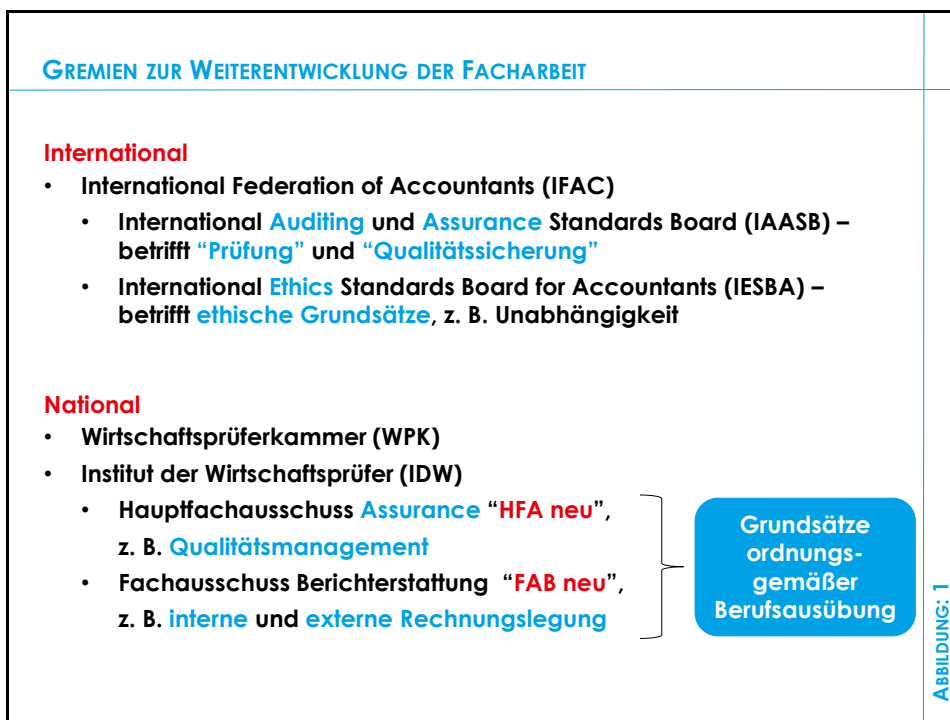 GREMIEN ZUR WEITERENTWICKLUNG DER FACHARBEIT
International
• International Federation of Accountants (IFAC)
• International Auditing und Assurance Standards Board (IAASB) –
betrifft “Prüfung” und “Qualitätssicherung”
• International Ethics Standards Board for Accountants (IESBA) –
betrifft ethische Grundsätze, z. B. Unabhängigkeit
National
• Wirtschaftsprüferkammer (WPK)
• Institut der Wirtschaftsprüfer (IDW)
• Hauptfachausschuss Assurance “HFA neu”,
z. B. Qualitätsmanagement
• Fachausschuss Berichterstattung “FAB neu”,
z. B. interne und externe Rechnungslegung
Grundsätze
ordnungs-
gemäßer
Berufsausübung
ABBILDUNG: 1